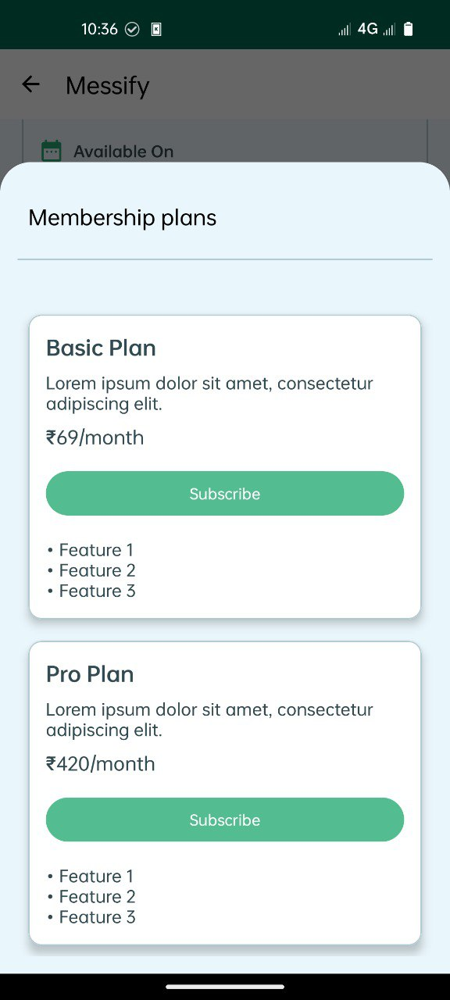 10:36
4G
Messify
Available On
Membership plans
Basic Plan
Lorem ipsum dolor sit amet, consectetur
adipiscing elit.
₹69/month
Subscribe
• Feature 1
• Feature 2
• Feature 3
Pro Plan
Lorem ipsum dolor sit amet, consectetur
adipiscing elit.
₹420/month
Subscribe
• Feature 1
• Feature 2
• Feature 3